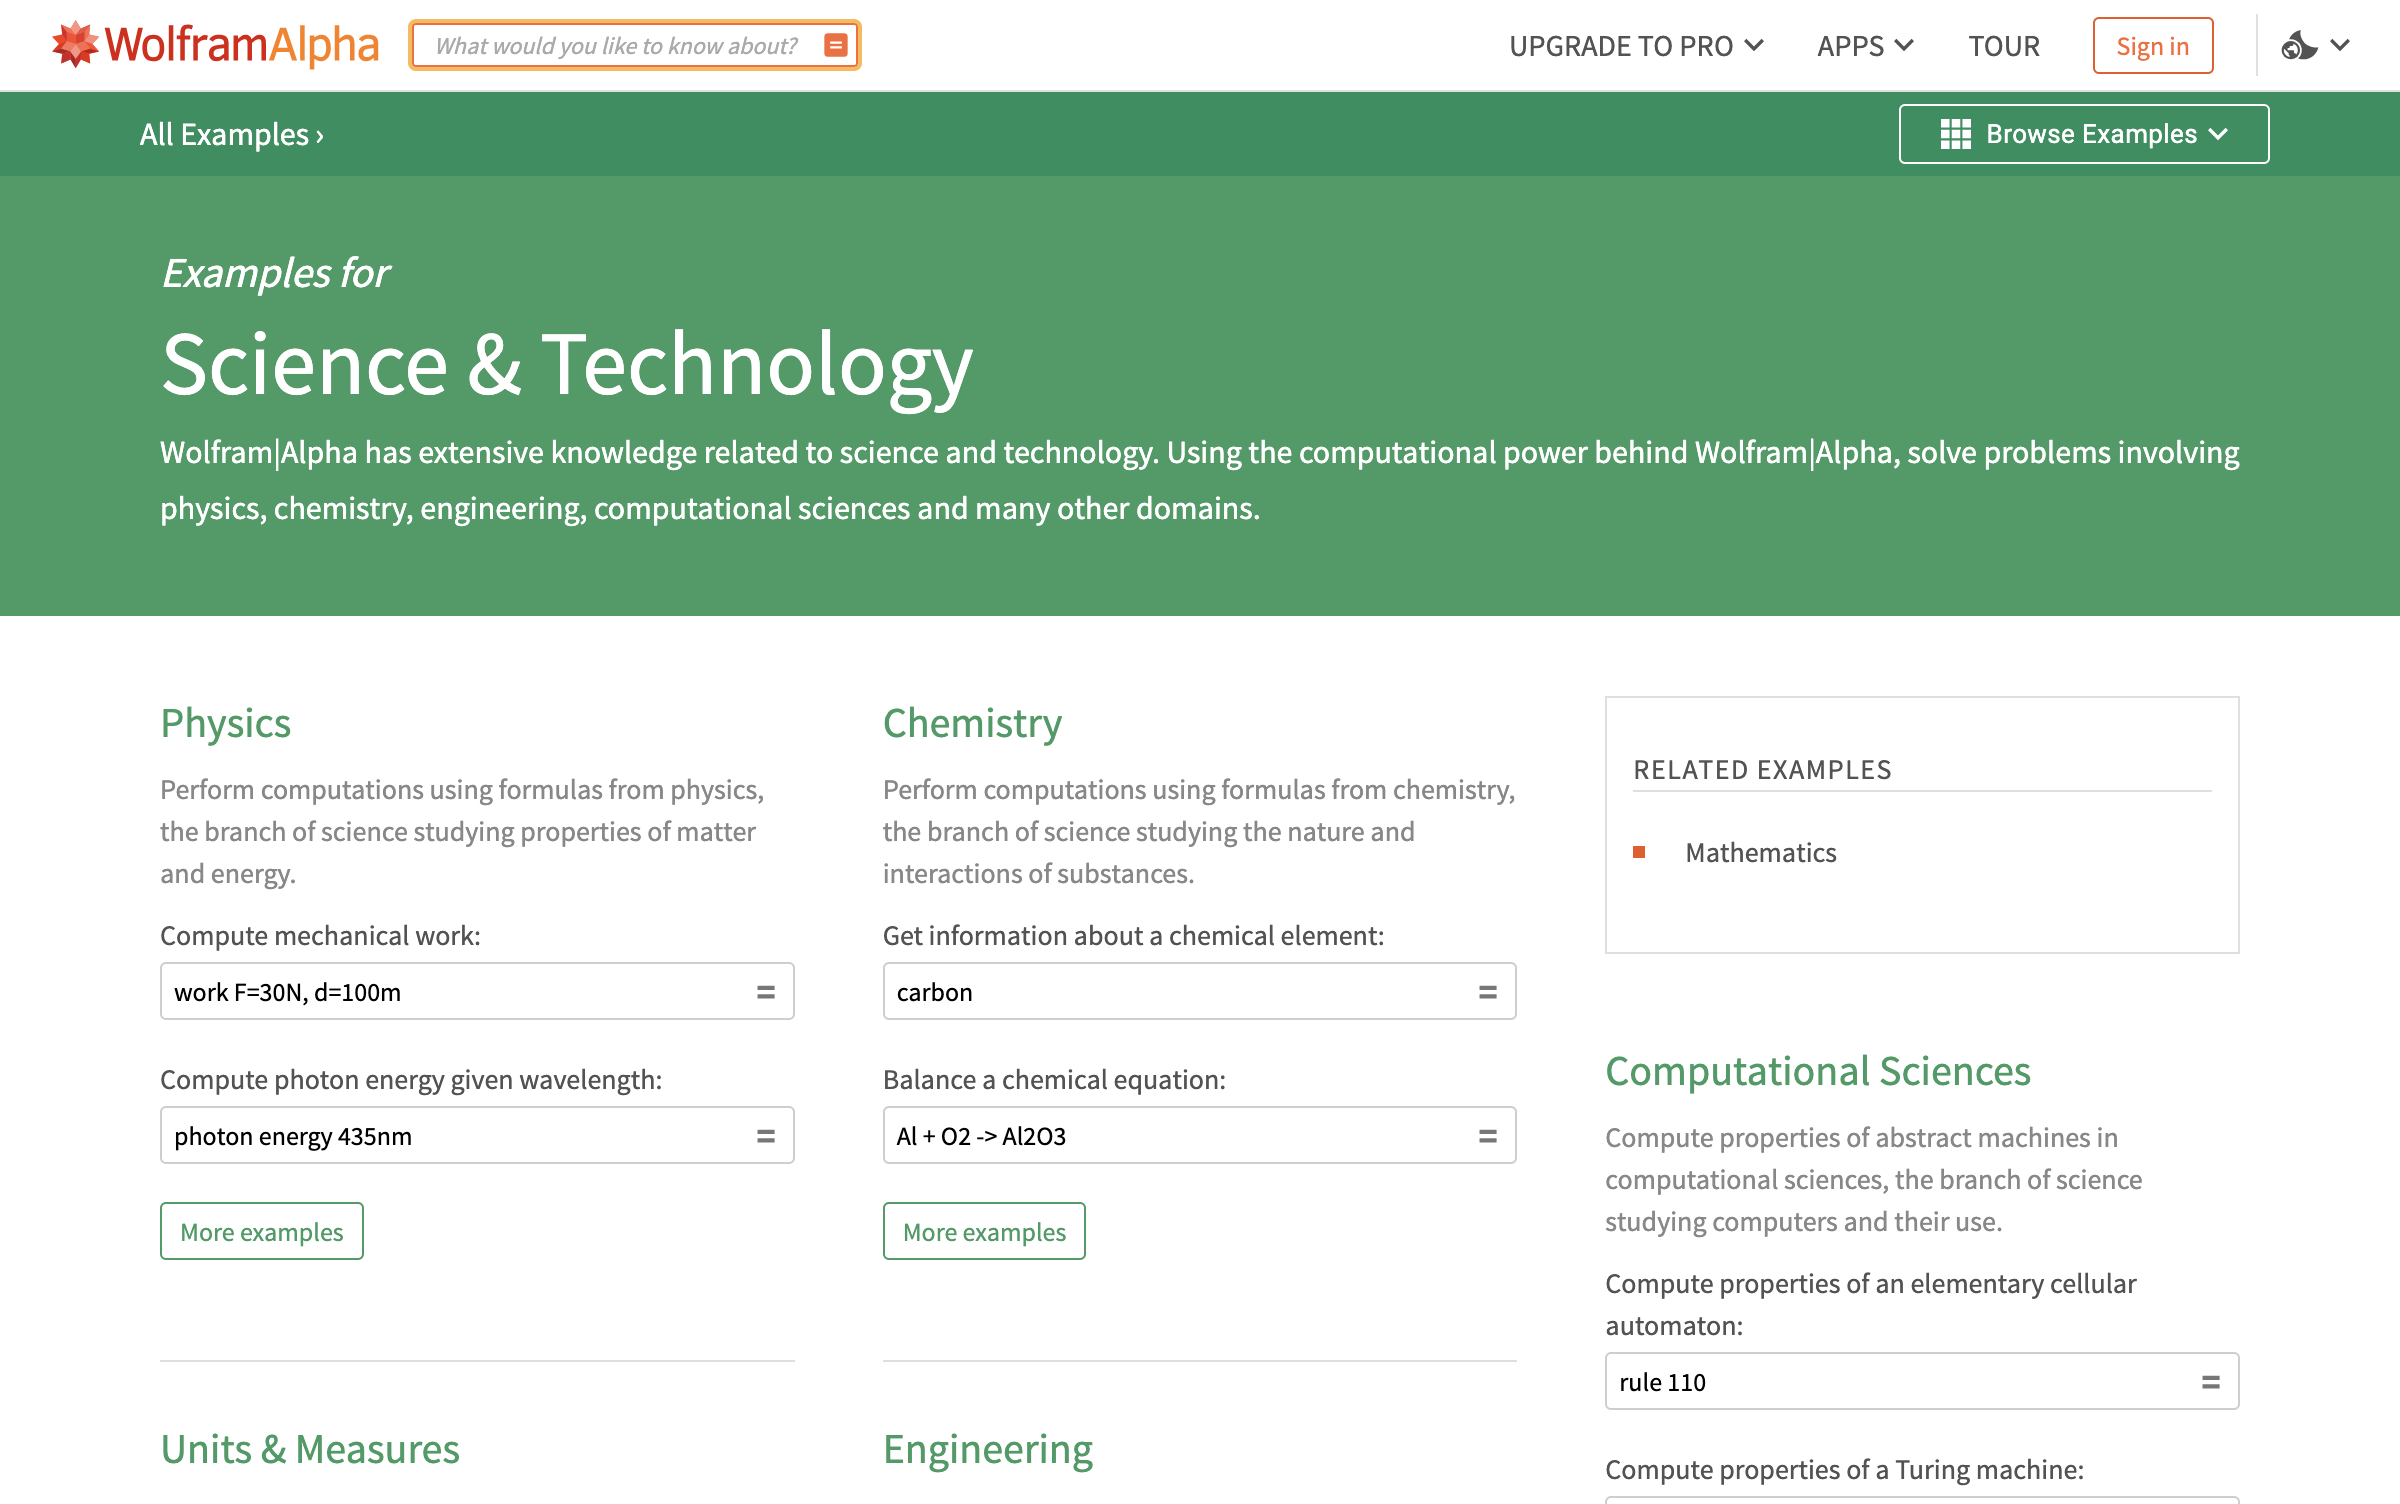 WolframAlpha
What would you like to know about?
UPGRADE TO PRO
APPS
TOUR
Sign in
All Examples ›
Browse Examples
Examples for
Science & Technology
Wolfram|Alpha has extensive knowledge related to science and technology. Using the computational power behind Wolfram|Alpha, solve problems involving
physics, chemistry, engineering, computational sciences and many other domains.
Physics
Perform computations using formulas from physics,
the branch of science studying properties of matter
and energy.
Compute mechanical work:
work F=30N, d=100m
=
Compute photon energy given wavelength:
photon energy 435nm
=
More examples
Units & Measures
Chemistry
Perform computations using formulas from chemistry,
the branch of science studying the nature and
interactions of substances.
Get information about a chemical element:
carbon
=
Balance a chemical equation:
Al + O2 -> Al2O3
=
More examples
Engineering
RELATED EXAMPLES
Mathematics
Computational Sciences
Compute properties of abstract machines in
computational sciences, the branch of science
studying computers and their use.
Compute properties of an elementary cellular
automaton:
rule 110
=
Compute properties of a Turing machine: